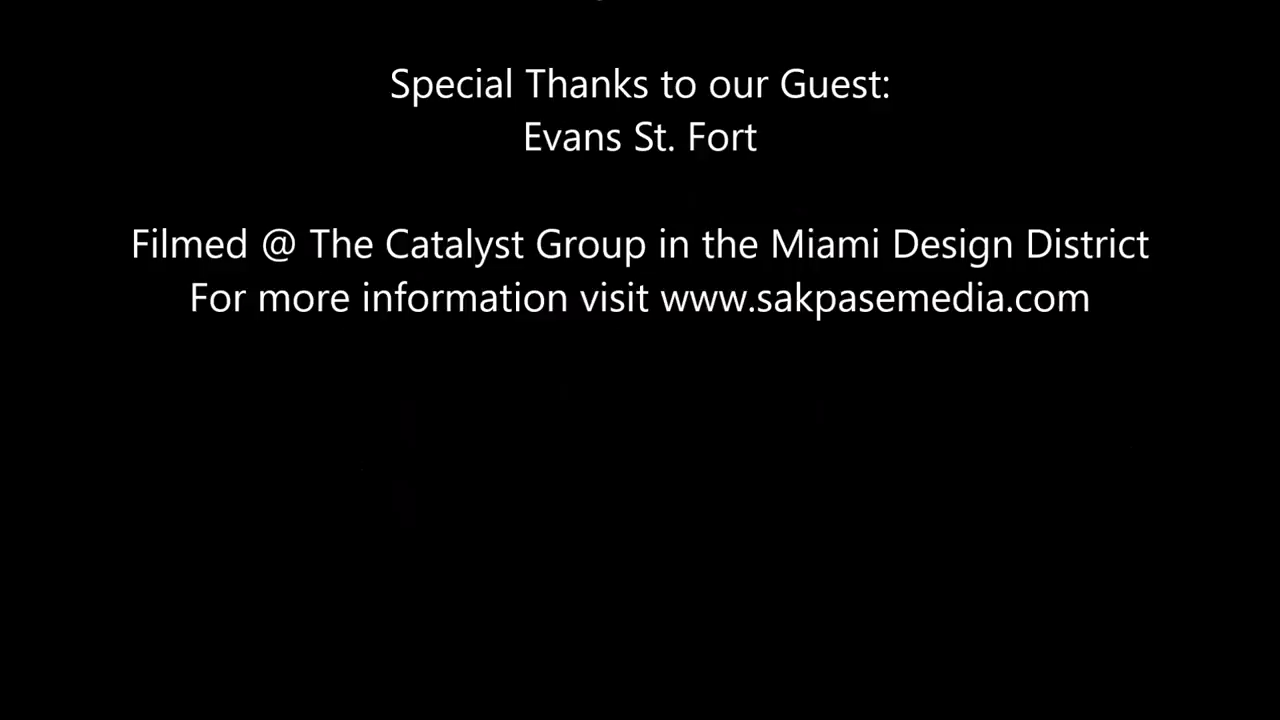 Special Thanks to our Guest:
Evans St. Fort
Filmed @ The Catalyst Group in the Miami Design District
For more information visit www.sakpasemedia.com